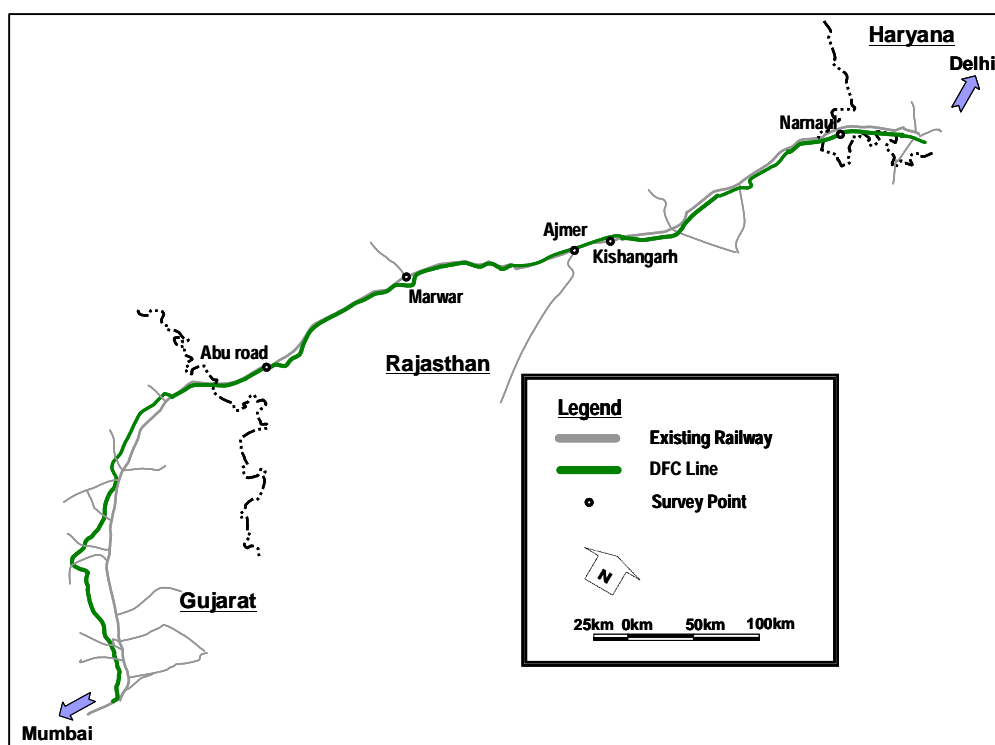 Haryana
Delhi
Narnaul
Ajmer
Kishangarh
Marwar
Abu road
Rajasthan
Legend
Existing Railway
DFC Line
Survey Point
N
25km 0km 50km 100km
Gujarat
Mumbai